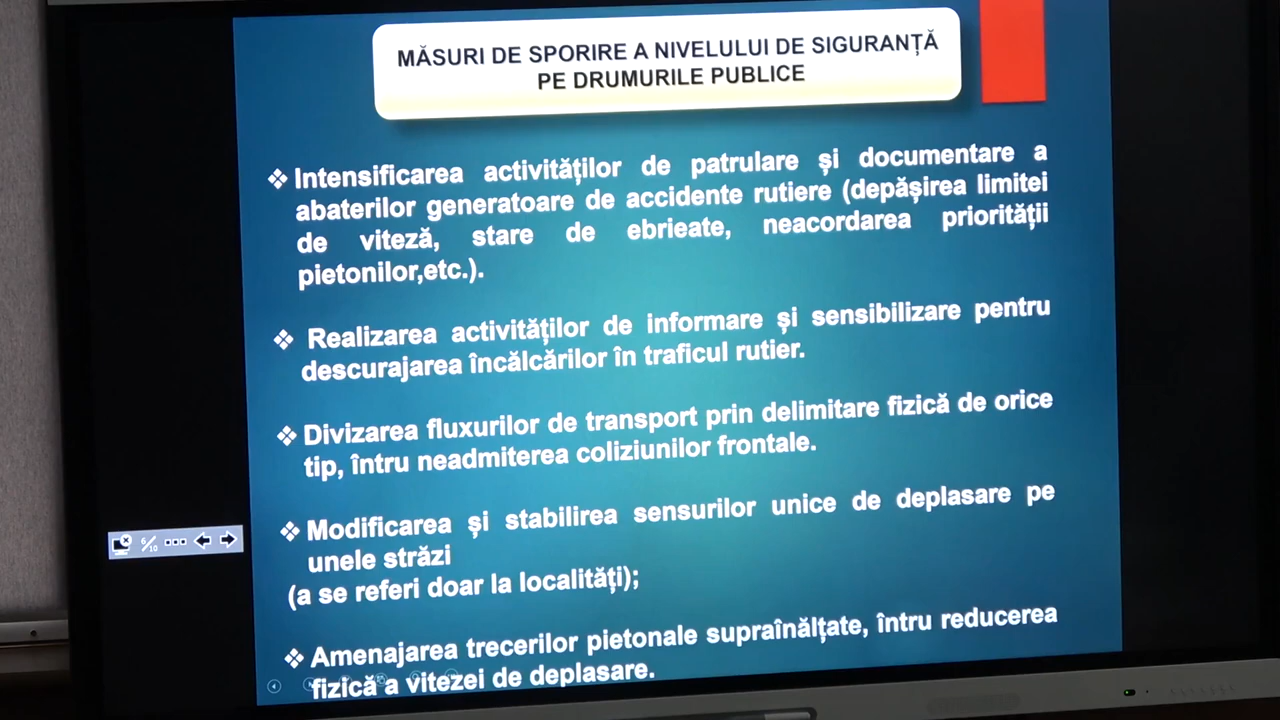 MĂSURI DE SPORIRE A NIVELULUI DE SIGURANȚĂ
PE DRUMURILE PUBLICE
❖ Intensificarea activităților de patrulare și documentare a
abaterilor generatoare de accidente rutiere (depășirea limitei
de viteză, stare de ebrieate, neacordarea priorității
pietonilor,etc.).
❖ Realizarea activităților de informare și sensibilizare pentru
descurajarea încălcărilor în traficul rutier.
❖ Divizarea fluxurilor de transport prin delimitare fizică de orice
tip, întru neadmiterea coliziunilor frontale.
❖ Modificarea și stabilirea sensurilor unice de deplasare pe
unele străzi
(a se referi doar la localități);
6/10
❖ Amenajarea trecerilor pietonale supraînălțate, întru reducerea
fizică a vitezei de deplasare.